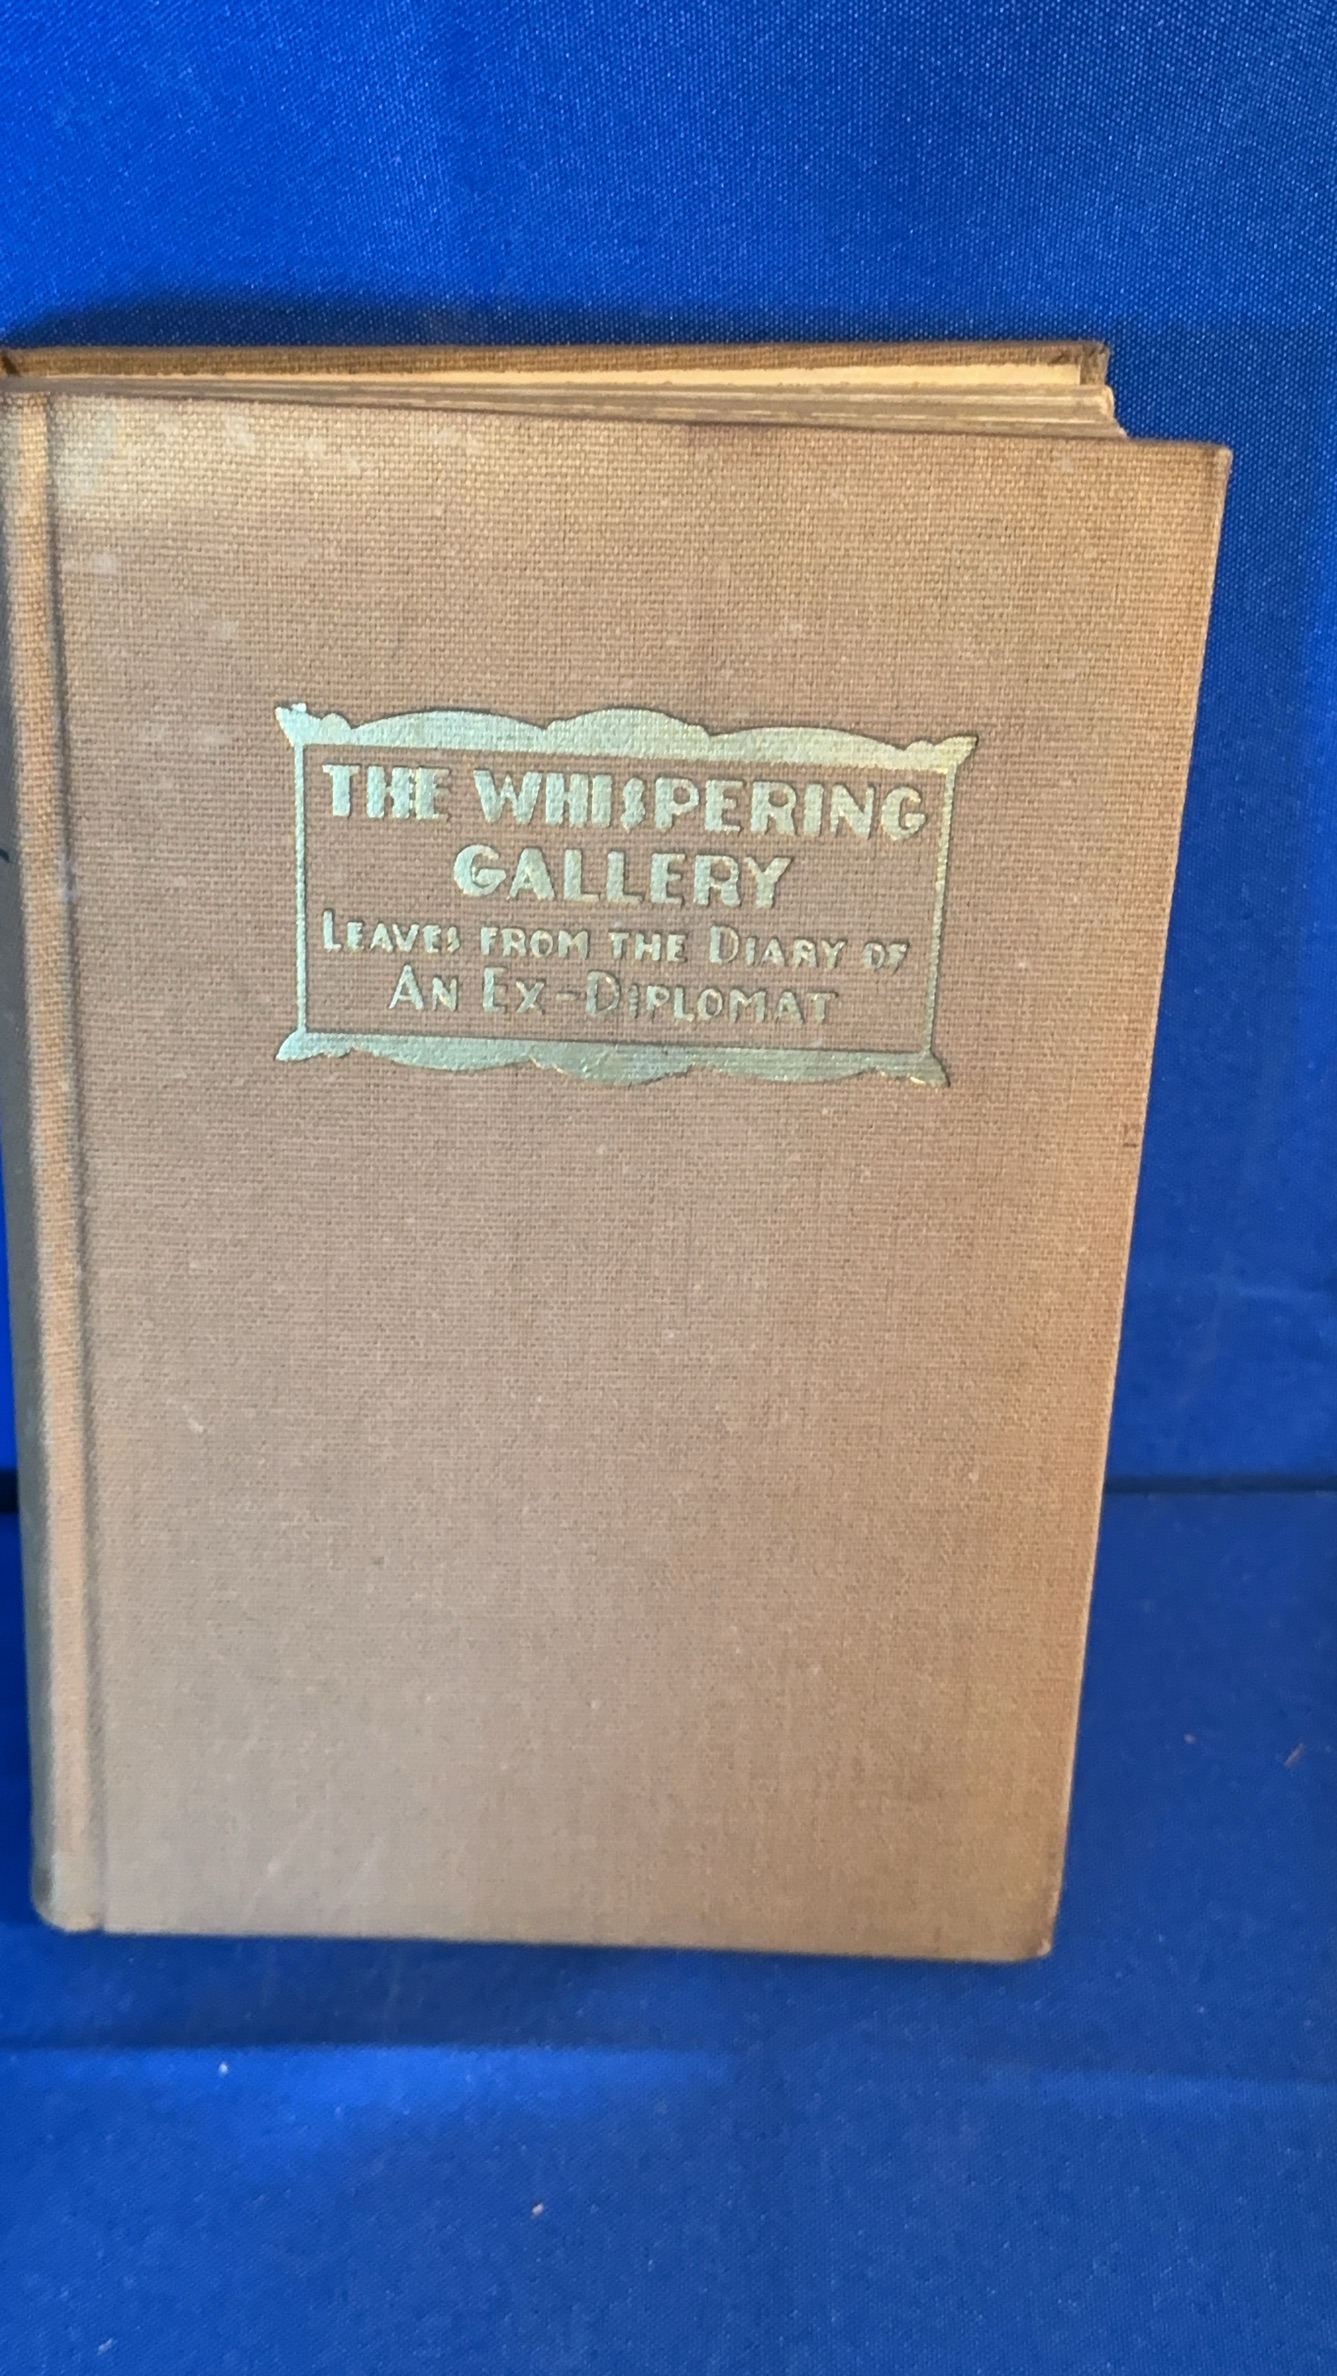 THE WHISPERING
GALLERY
LEAVES FROM THE DIARY OF
AN EX-DIPLOMAT